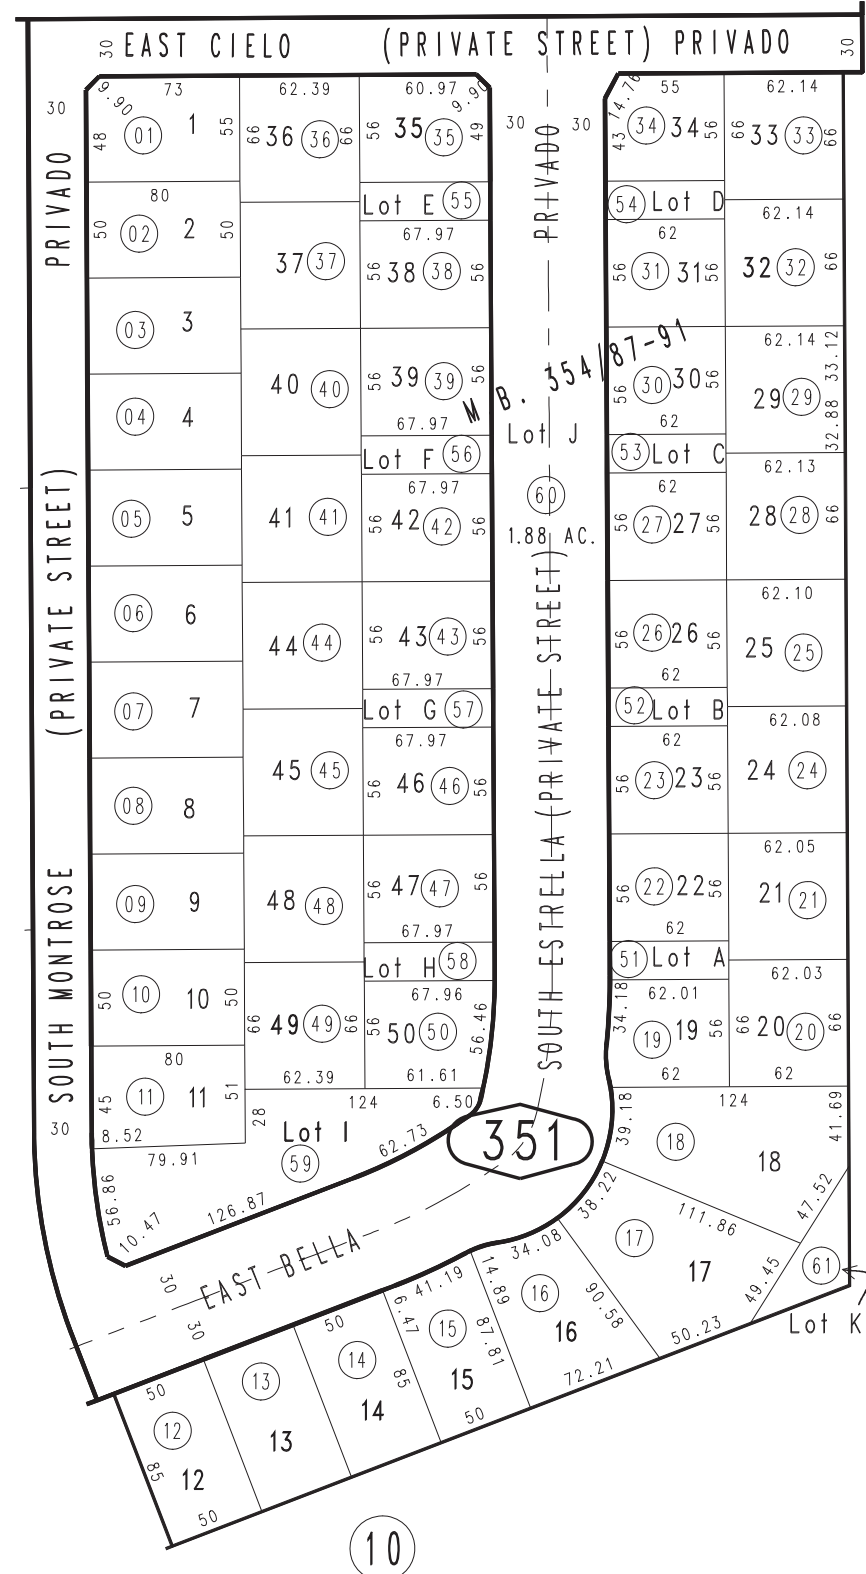 30 EAST CIELO (PRIVATE STREET) PRIVADO 30
9.90 73 62.39 60.97 9.90 14.76 55 62.14
30 30 30
48 01 1 55 66 36 36 66 56 35 35 49 43 34 34 56 66 33 33 66
80 Lot E 55 54 Lot D
50 02 2 50 67.97 62 62.14
37 37 56 38 38 56 56 31 31 56 32 32 66
03 3
M B. 354/87-91
62.14 33.12
40 40 56 39 39 56 56 30 30 56 29 29 32.88
04 4 67.97 62
Lot J
Lot F 56 53 Lot C
67.97 62 62.13
60
05 5 41 41 56 42 42 56 56 27 27 56 28 28 66
1.88 AC.
62.10
06 6 44 44 56 43 43 56 56 26 26 56 25 25
67.97 62
07 7 Lot G 57 52 Lot B
67.97 62 62.08
45 45 56 46 46 56 56 23 23 56 24 24
08 8
62.05
09 9 48 48 56 47 47 56 56 22 22 56 21 21
67.97 62
Lot H 58 51 Lot A
67.96 62.01 62.03
50 10 10 50 66 49 49 66 56 50 50 56.46 34.18 19 19 56 66 20 20 66
80 62.39 61.61 62 62
45 11 11 51 28 124 6.50 39.18 124 41.69
30 8.52 Lot I 62.73 351 18 18
79.91 59
56.86 10.47 126.87 38.22 111.86 47.52
PRIVADO
(PRIVATE STREET)
SOUTH MONTROSE
PRIVADO
SOUTH ESTRELLA (PRIVATE STREET)
EAST BELLA
30 30
34.08 17 17 49.45 61
41.19 14.89 16 16 90.58 50.23 Lot K
50 6.47 15 15 87.81 72.21
14 14 85 50
50 13 13
12 12 85
50
10